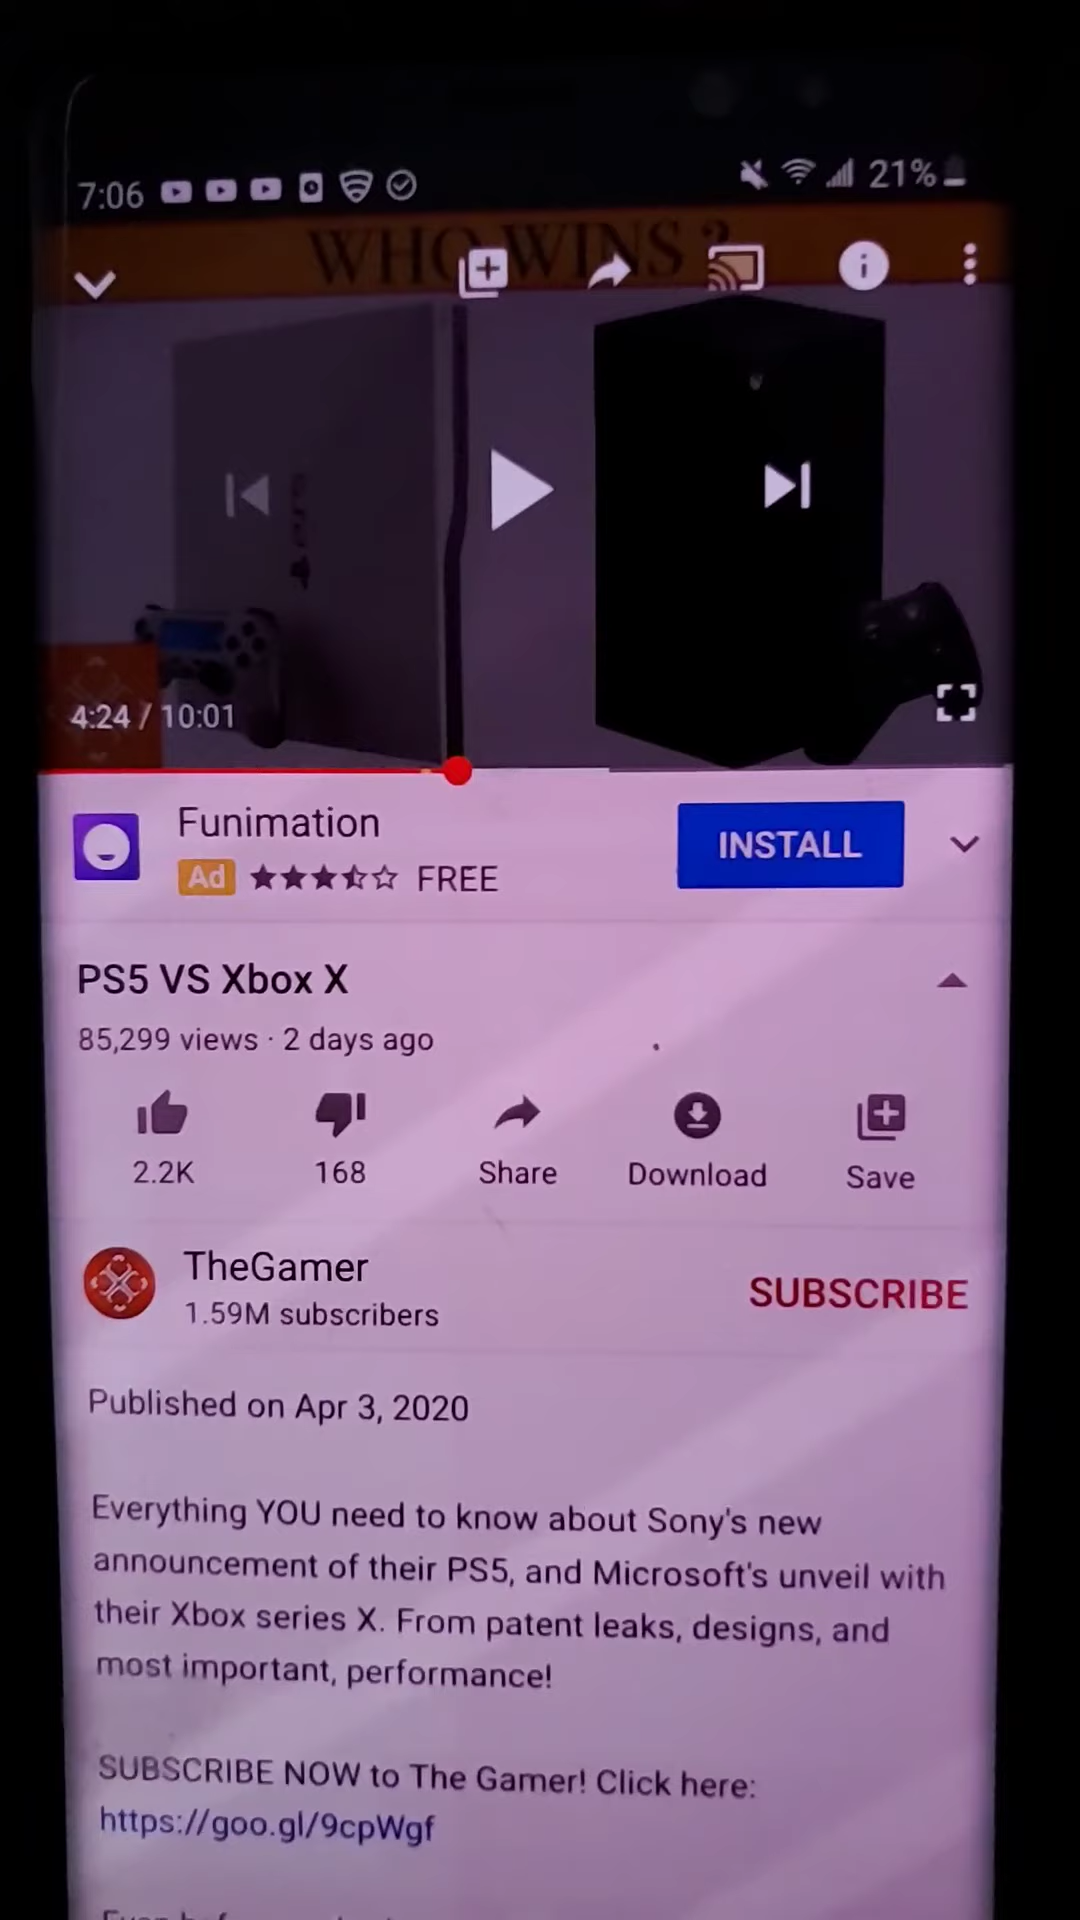 7:06
21%
WHO WINS ?
4:24 / 10:01
Funimation
INSTALL
Ad
FREE
PS5 VS Xbox X
85,299 views · 2 days ago
2.2K
168
Share
Download
Save
TheGamer
1.59M subscribers
SUBSCRIBE
Published on Apr 3, 2020
Everything YOU need to know about Sony's new
announcement of their PS5, and Microsoft's unveil with
their Xbox series X. From patent leaks, designs, and
most important, performance!
SUBSCRIBE NOW to The Gamer! Click here:
https://goo.gl/9cpWgf